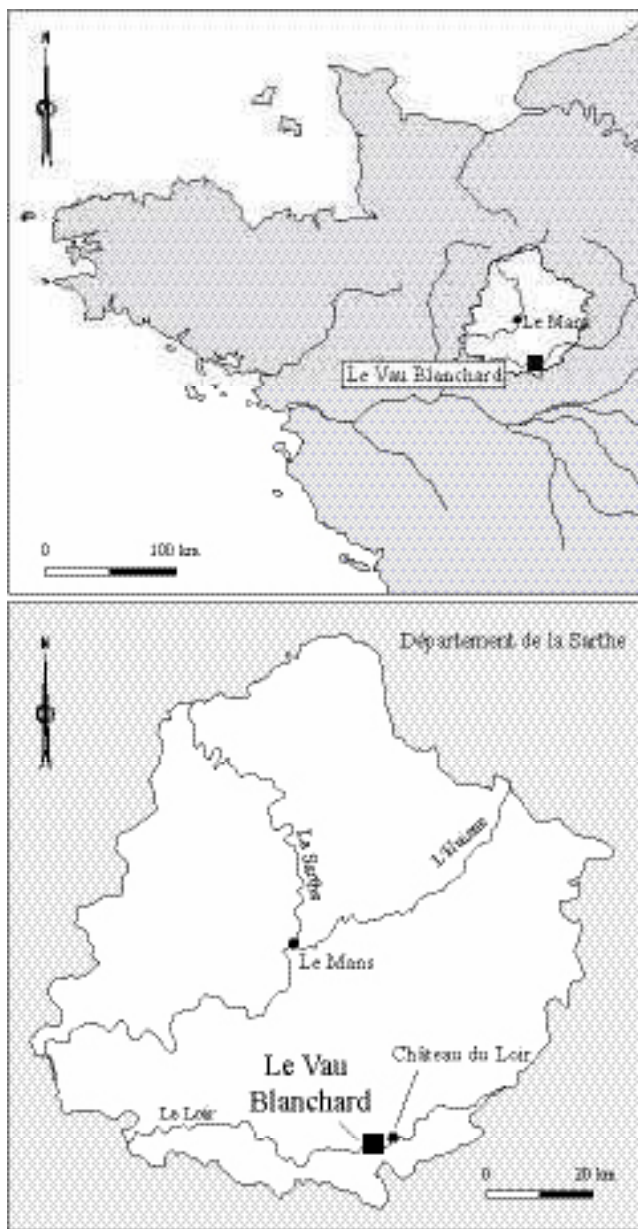 N
Le Mans
Le Vau Blanchard
0 100 km
Département de la Sarthe
N
La Sarthe
L'Huisne
Le Mans
Château du Loir
Le Vau
Blanchard
Le Loir
0 20 km